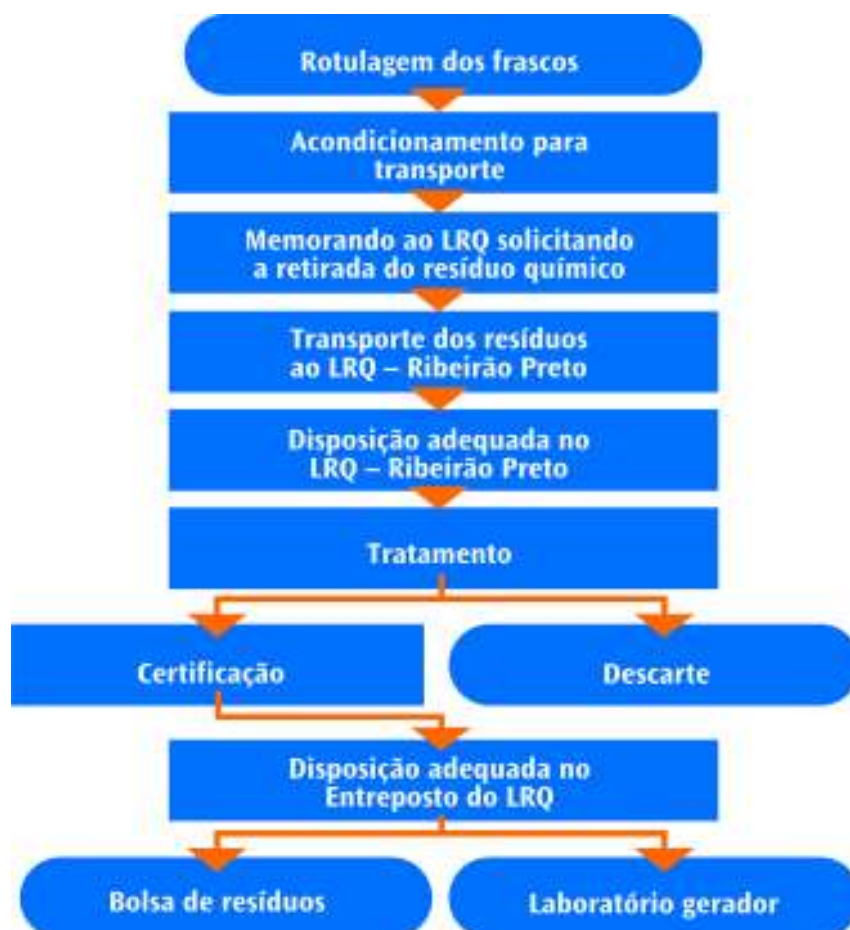 Rotulagem dos frascos
Acondicionamento para
transporte
Memorando ao LRQ solicitando
a retirada do resíduo químico
Transporte dos resíduos
ao LRQ – Ribeirão Preto
Disposição adequada no
LRQ – Ribeirão Preto
Tratamento
Certificação
Descarte
Disposição adequada no
Entreposto do LRQ
Bolsa de resíduos
Laboratório gerador